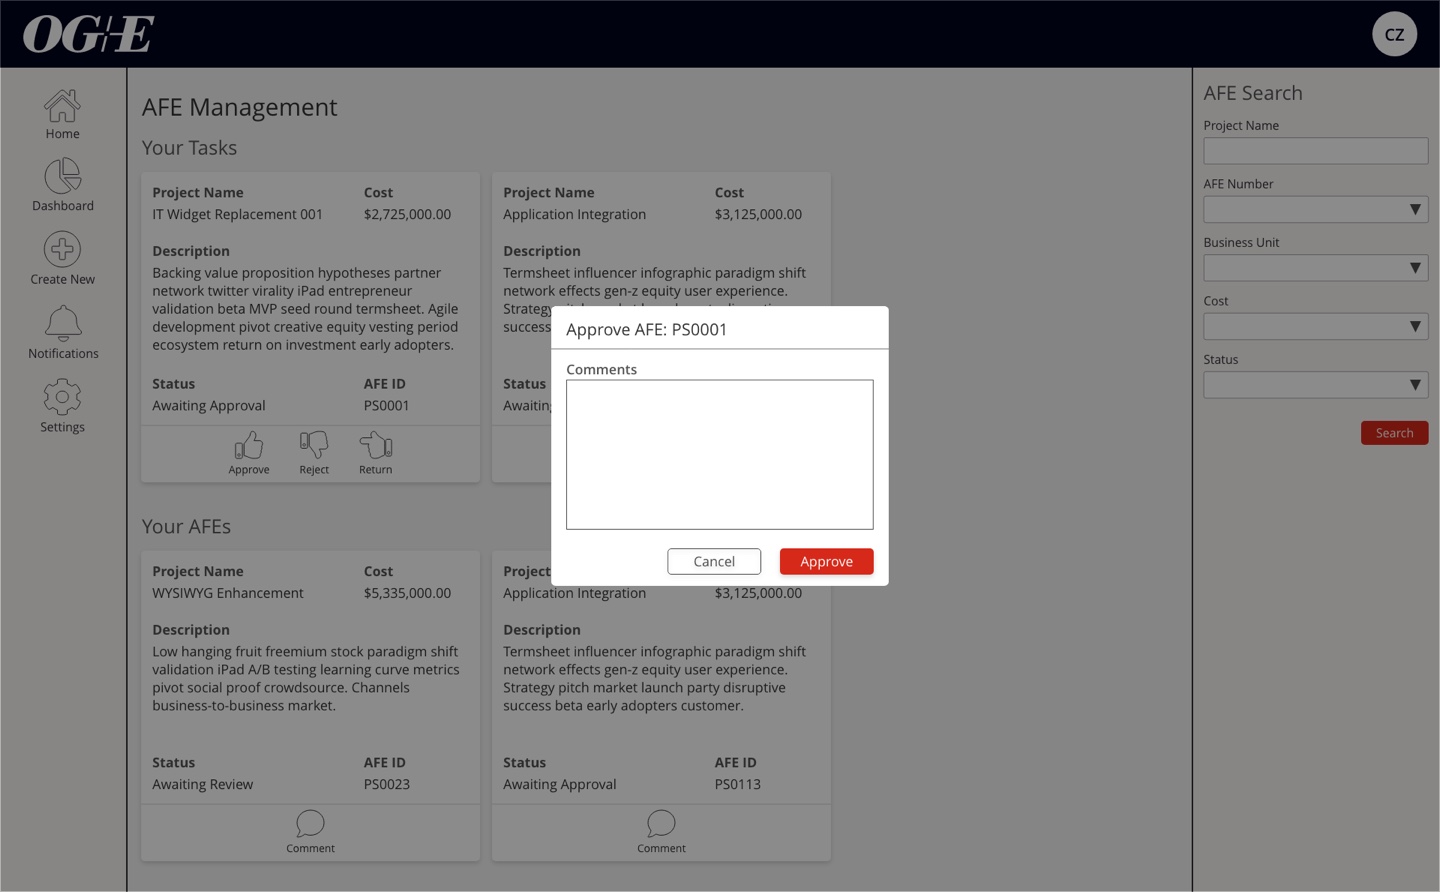 OG+E
CZ
Home
Dashboard
Create New
Notifications
Settings
AFE Management
Your Tasks
Project Name Cost
IT Widget Replacement 001 $2,725,000.00
Description
Backing value proposition hypotheses partner
network twitter virality iPad entrepreneur
validation beta MVP seed round termsheet. Agile
development pivot creative equity vesting period
ecosystem return on investment early adopters.
Status AFE ID
Awaiting Approval PS0001
Approve Reject Return
Project Name Cost
Application Integration $3,125,000.00
Description
Termsheet influencer infographic paradigm shift
network effects gen-z equity user experience.
Strategy
success
Status
Approve AFE: PS0001
Comments
Cancel Approve
Your AFEs
Project Name Cost
WYSIWYG Enhancement $5,335,000.00
Description
Low hanging fruit freemium stock paradigm shift
validation iPad A/B testing learning curve metrics
pivot social proof crowdsource. Channels
business-to-business market.
Status AFE ID
Awaiting Review PS0023
Comment
Application Integration $3,125,000.00
Description
Termsheet influencer infographic paradigm shift
network effects gen-z equity user experience.
Strategy pitch market launch party disruptive
success beta early adopters customer.
Status AFE ID
Awaiting Approval PS0113
Comment
AFE Search
Project Name
AFE Number
Business Unit
Cost
Status
Search